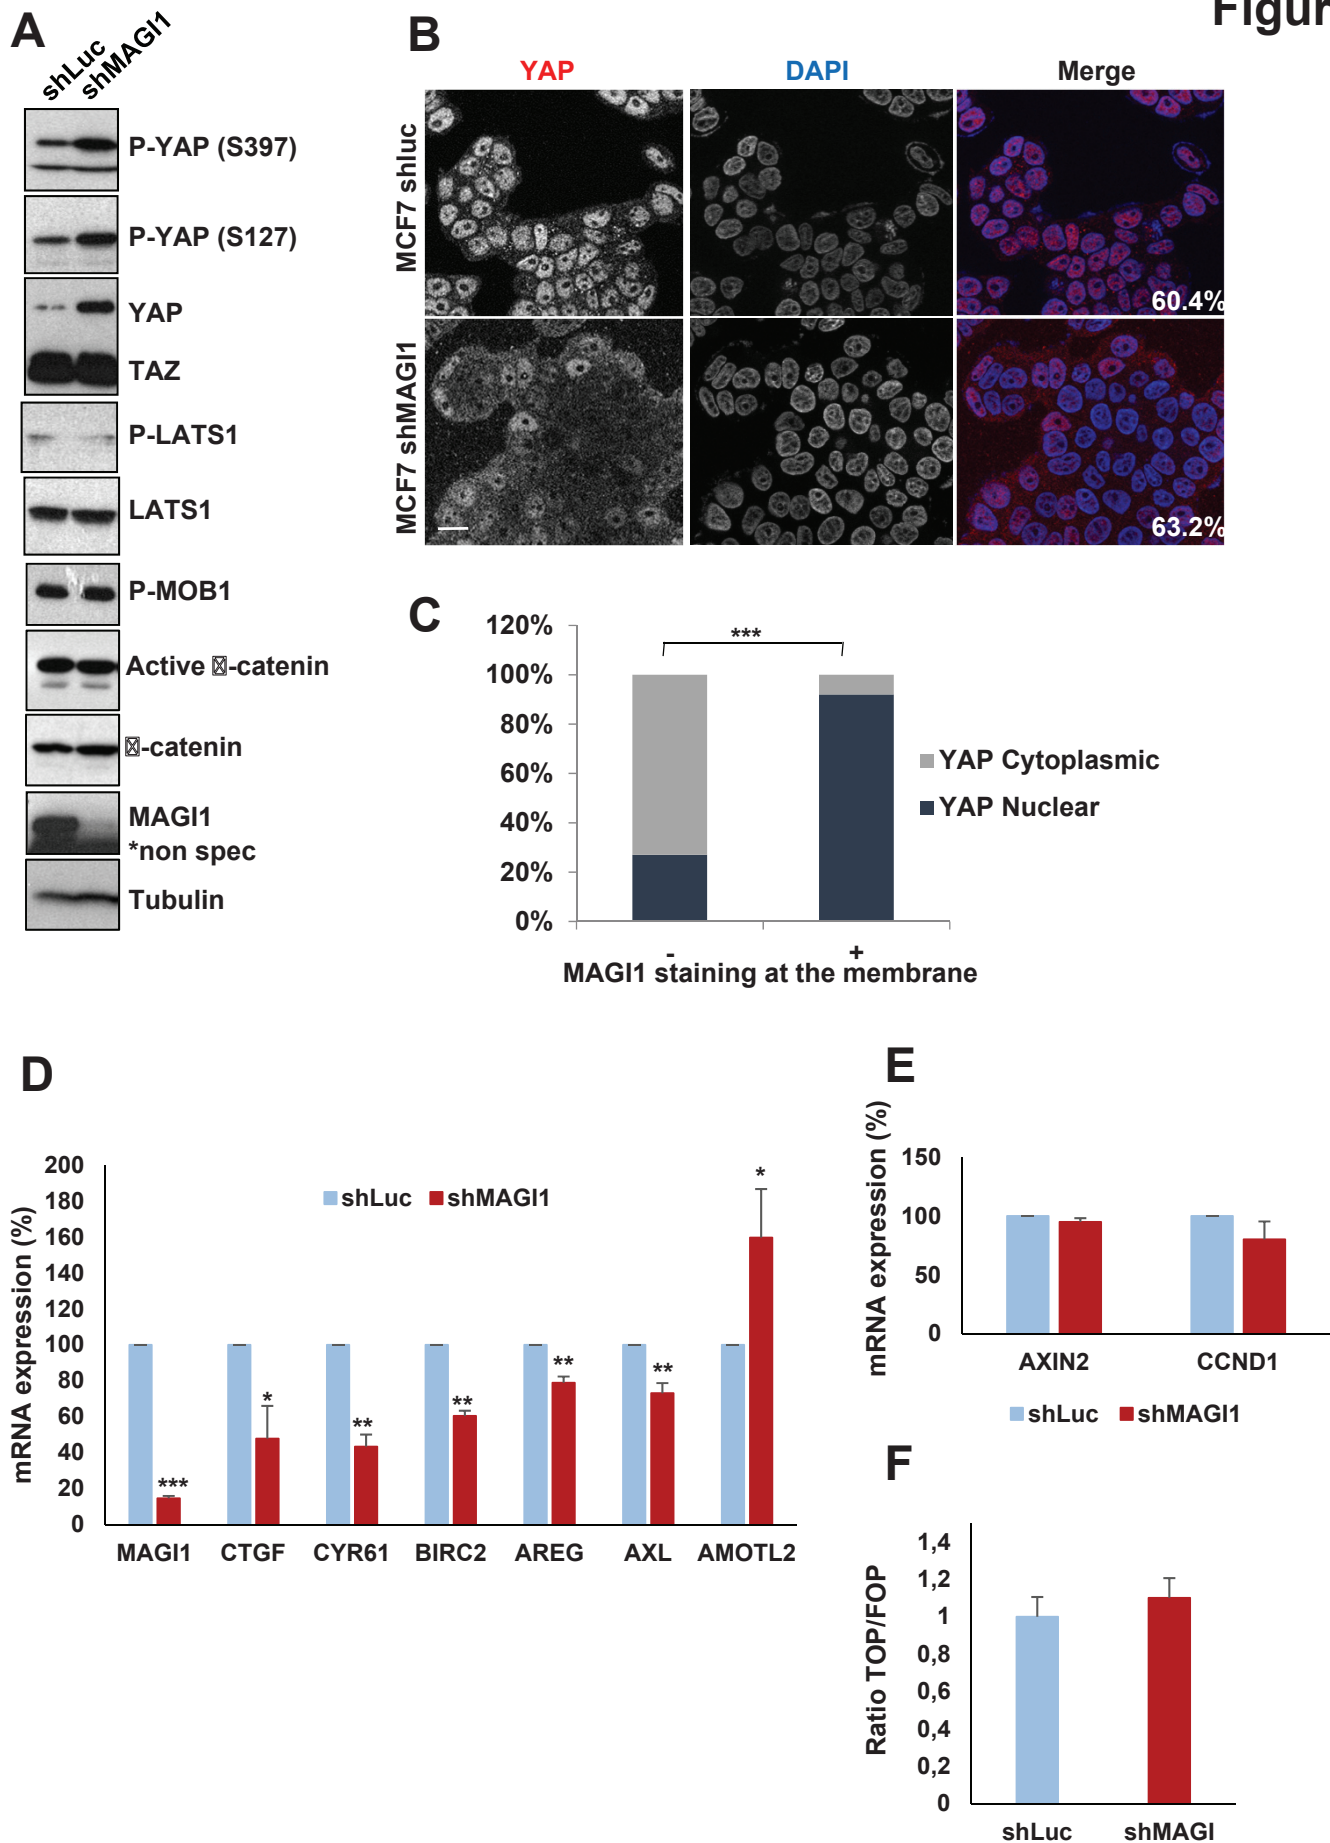 Figur
A
shLuc
shMAGI1
P-YAP (S397)
P-YAP (S127)
YAP
TAZ
P-LATS1
LATS1
P-MOB1
Active -catenin
-catenin
MAGI1
*non spec
Tubulin
B
YAP
DAPI
Merge
MCF7 shluc
60.4%
MCF7 shMAGI1
63.2%
C
120%
100%
80%
60%
40%
20%
0%
***
YAP Cytoplasmic
YAP Nuclear
- +
MAGI1 staining at the membrane
D
mRNA expression (%)
200
180
160
140
120
100
80
60
40
20
0
shLuc shMAGI1
***
*
**
**
**
**
*
MAGI1 CTGF CYR61 BIRC2 AREG AXL AMOTL2
E
mRNA expression (%)
150
100
50
0
AXIN2 CCND1
shLuc shMAGI1
F
Ratio TOP/FOP
1,4
1,2
1
0,8
0,6
0,4
0,2
0
shLuc shMAGI